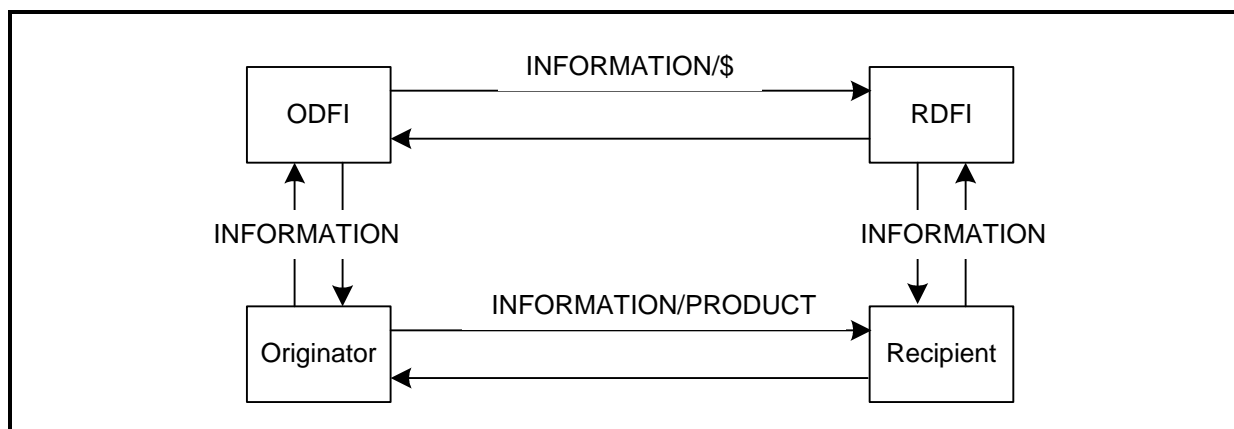 INFORMATION/$
ODFI
RDFI
INFORMATION
INFORMATION
INFORMATION/PRODUCT
Originator
Recipient